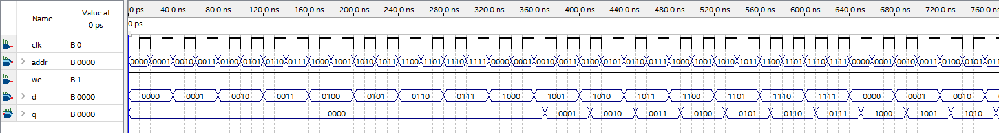 Name
Value at
0 ps
0 ps 40.0 ns 80.0 ns 120.0 ns 160.0 ns 200.0 ns 240.0 ns 280.0 ns 320.0 ns 360.0 ns 400.0 ns 440.0 ns 480.0 ns 520.0 ns 560.0 ns 600.0 ns 640.0 ns 680.0 ns 720.0 ns 760.0 ns
0 ps
in clk B 0
in addr B 0000 0000 0001 0010 0011 0100 0101 0110 0111 1000 1001 1010 1011 1100 1101 1110 1111 0000 0001 0010 0011 0100 0101 0110 0111 1000 1001 1010 1011 1100 1101 1110 1111 0000 0001 0010 0011 0100 0101 011
in we B 1
in d B 0000 0000 0001 0010 0011 0100 0101 0110 0111 1000 1001 1010 1011 1100 1101 1110 1111 0000 0001 0010
out q B 0000 0000 0001 0010 0011 0100 0101 0110 0111 1000 1001 1010